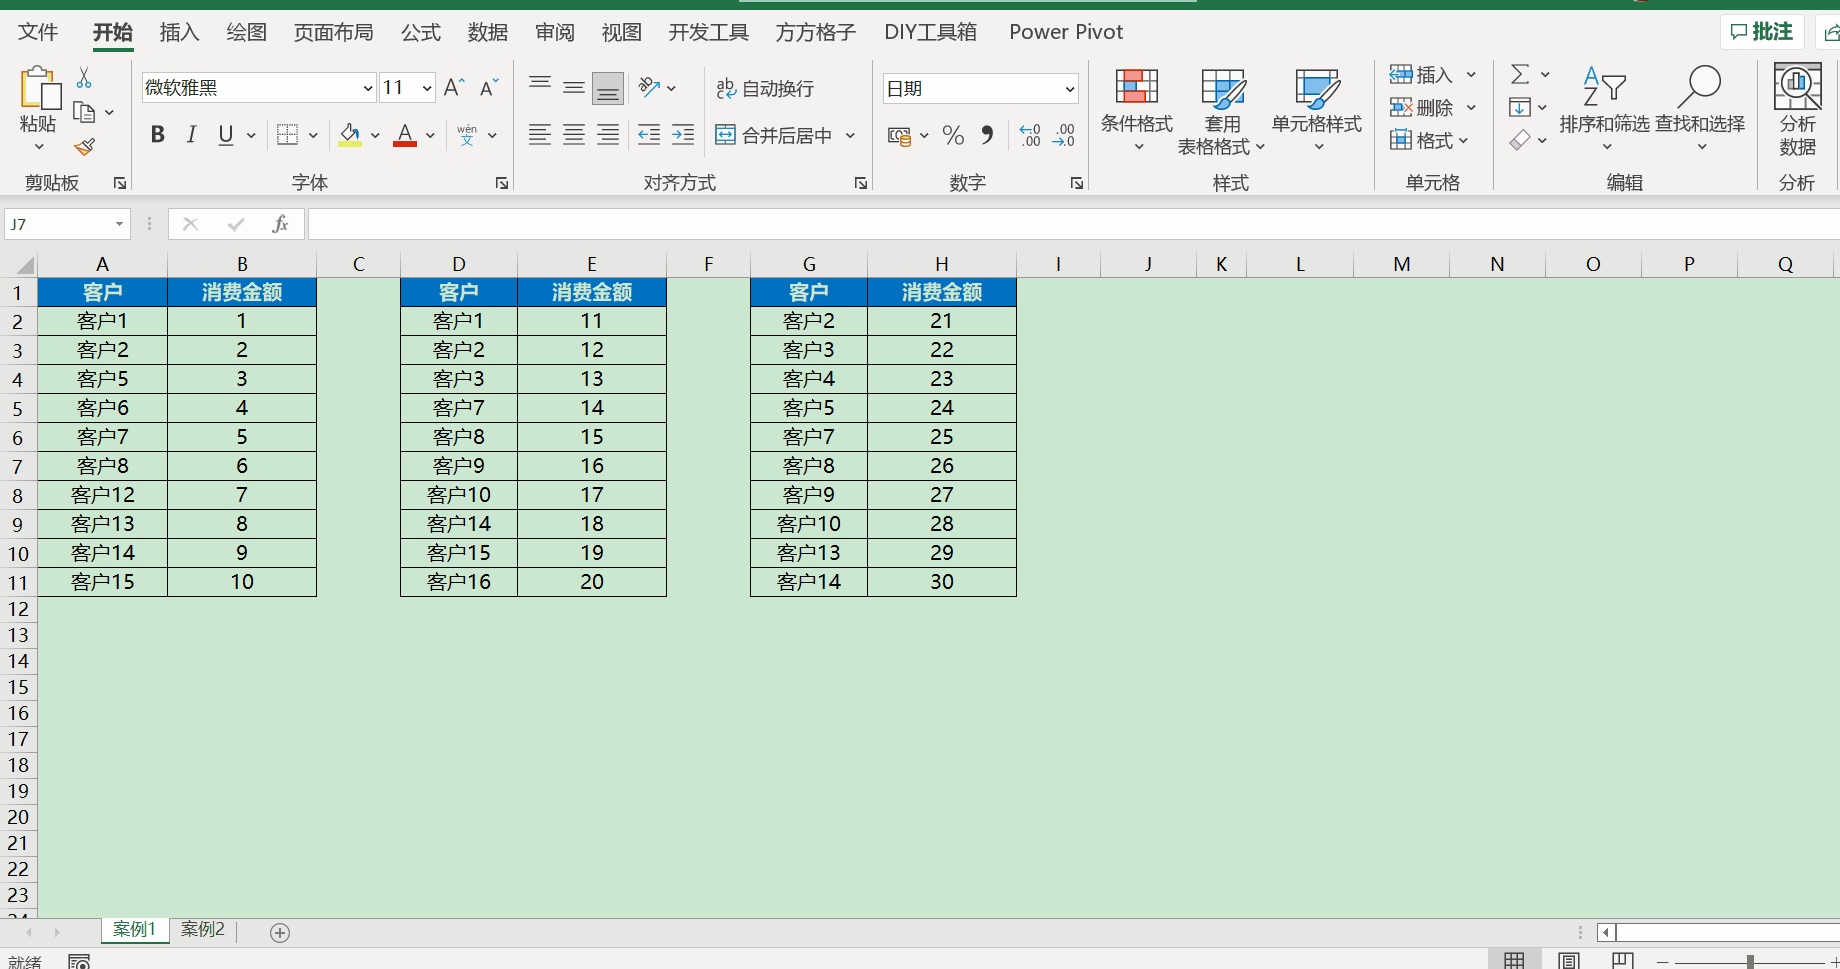 文件 开始 插入 绘图 页面布局 公式 数据 审阅 视图 开发工具 方方格子 DIY工具箱 Power Pivot 批注
微软雅黑 11 A A ab 自动换行 日期 插入
粘贴 条件格式 套用 单元格样式 删除 排序和筛选 查找和选择 分析
B I U A wén 文 合并后居中 % 表格格式 格式 数据
剪贴板 字体 对齐方式 数字 样式 单元格 编辑 分析
J7 fx
A B C D E F G H I J K L M N O P Q
1 客户 消费金额 客户 消费金额 客户 消费金额
2 客户1 1 客户1 11 客户2 21
3 客户2 2 客户2 12 客户3 22
4 客户5 3 客户3 13 客户4 23
5 客户6 4 客户7 14 客户5 24
6 客户7 5 客户8 15 客户7 25
7 客户8 6 客户9 16 客户8 26
8 客户12 7 客户10 17 客户9 27
9 客户13 8 客户14 18 客户10 28
10 客户14 9 客户15 19 客户13 29
11 客户15 10 客户16 20 客户14 30
12
13
14
15
16
17
18
19
20
21
22
23
24
案例1 案例2
就绪